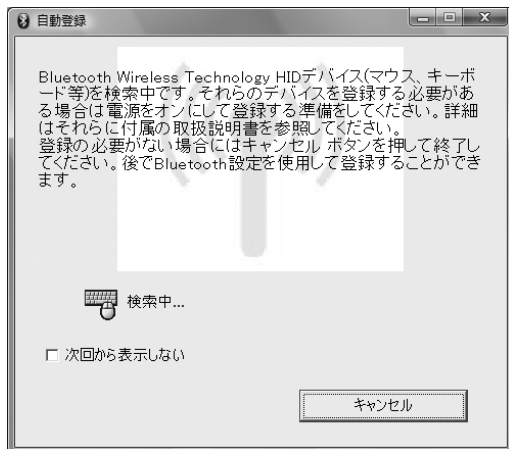 自動登録
Bluetooth Wireless Technology HIDデバイス(マウス、キーボ
ード等)を検索中です。それらのデバイスを登録する必要があ
る場合は電源をオンにして登録する準備をしてください。詳細
はそれらに付属の取扱説明書を参照してください。
登録の必要がない場合にはキャンセル ボタンを押して終了し
てください。後でBluetooth設定を使用して登録することができ
ます。
検索中...
次回から表示しない
キャンセル